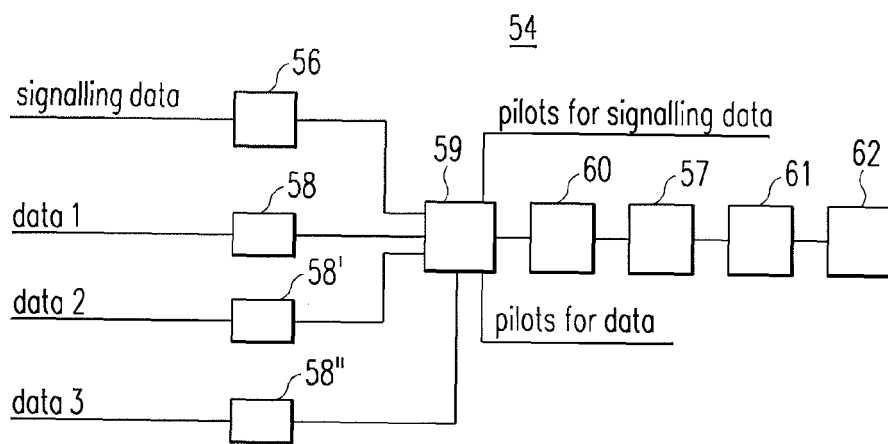 54
56
signalling data
pilots for signalling data
59
60
57
61
62
58
data 1
58'
data 2
pilots for data
58"
data 3